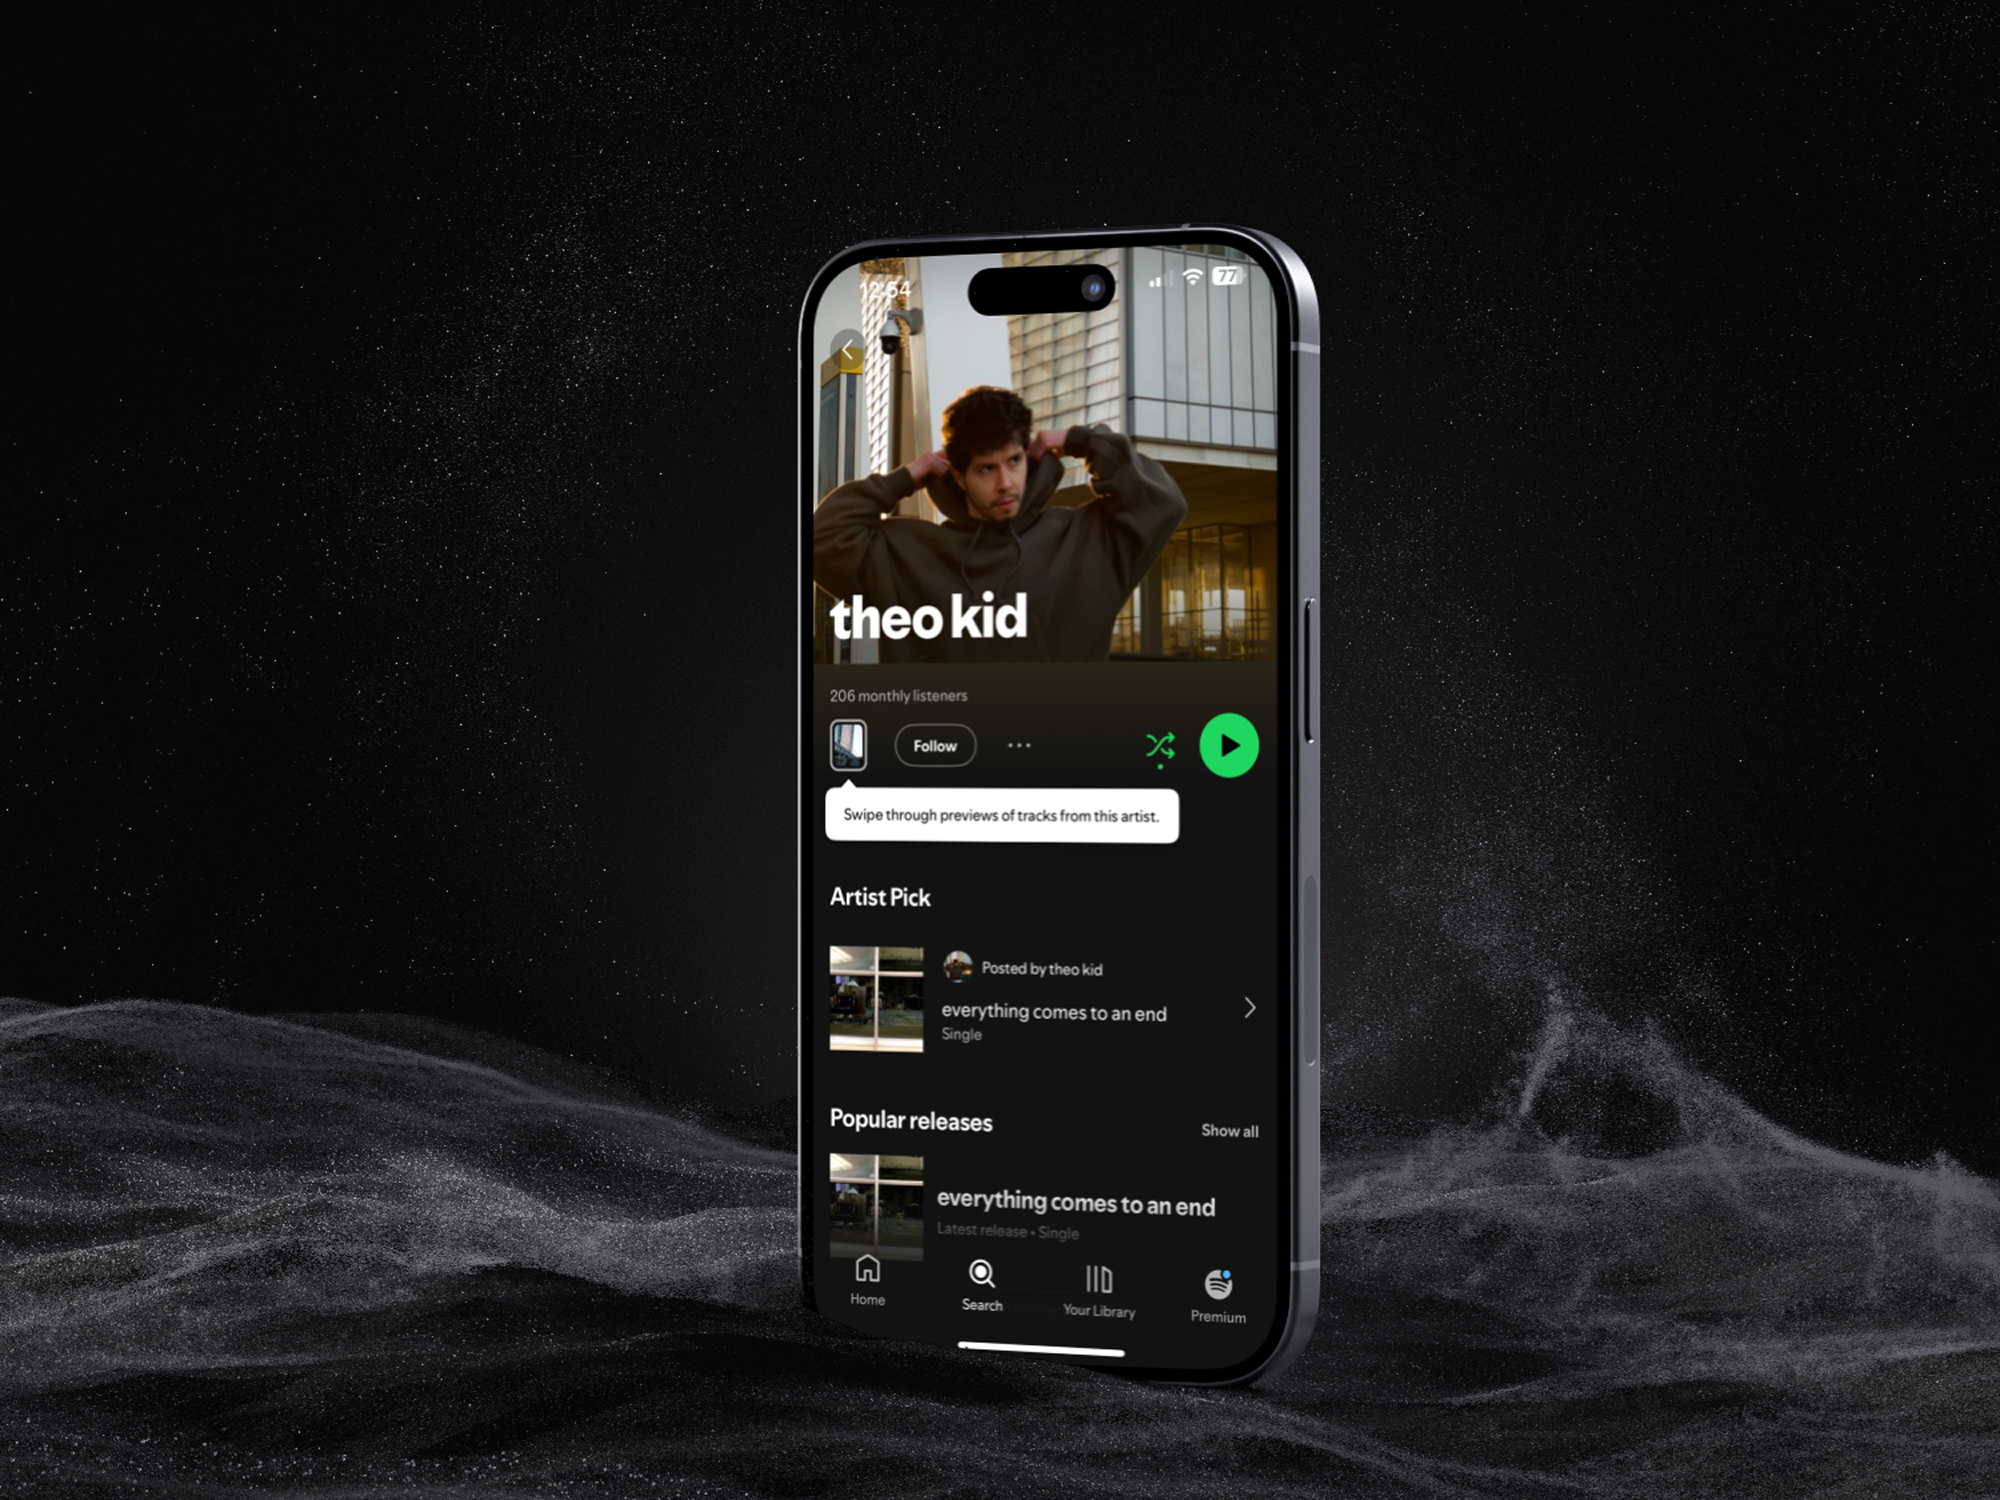 12:54
77
theo kid
206 monthly listeners
Follow
Swipe through previews of tracks from this artist.
Artist Pick
Posted by theo kid
everything comes to an end
Single
Popular releases
Show all
everything comes to an end
Latest release • Single
Home
Search
Your Library
Premium